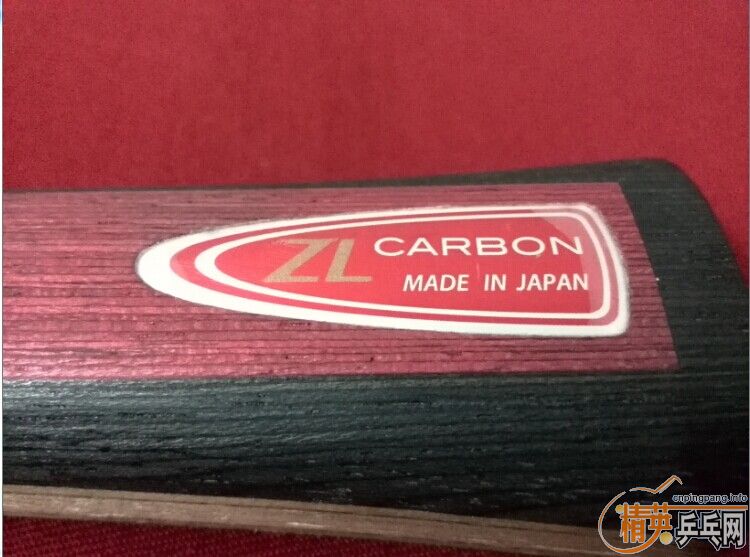 ZL CARBON
MADE IN JAPAN
cnpingpang.info
精英乒乓网